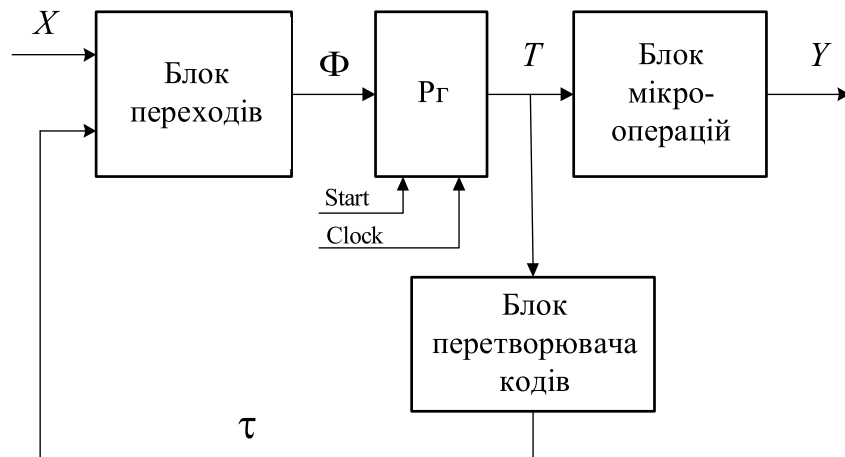 X
Блок
переходів
Φ
Рг
T
Блок
мікро-
операцій
Y
Start
Clock
Блок
перетворювача
кодів
τ